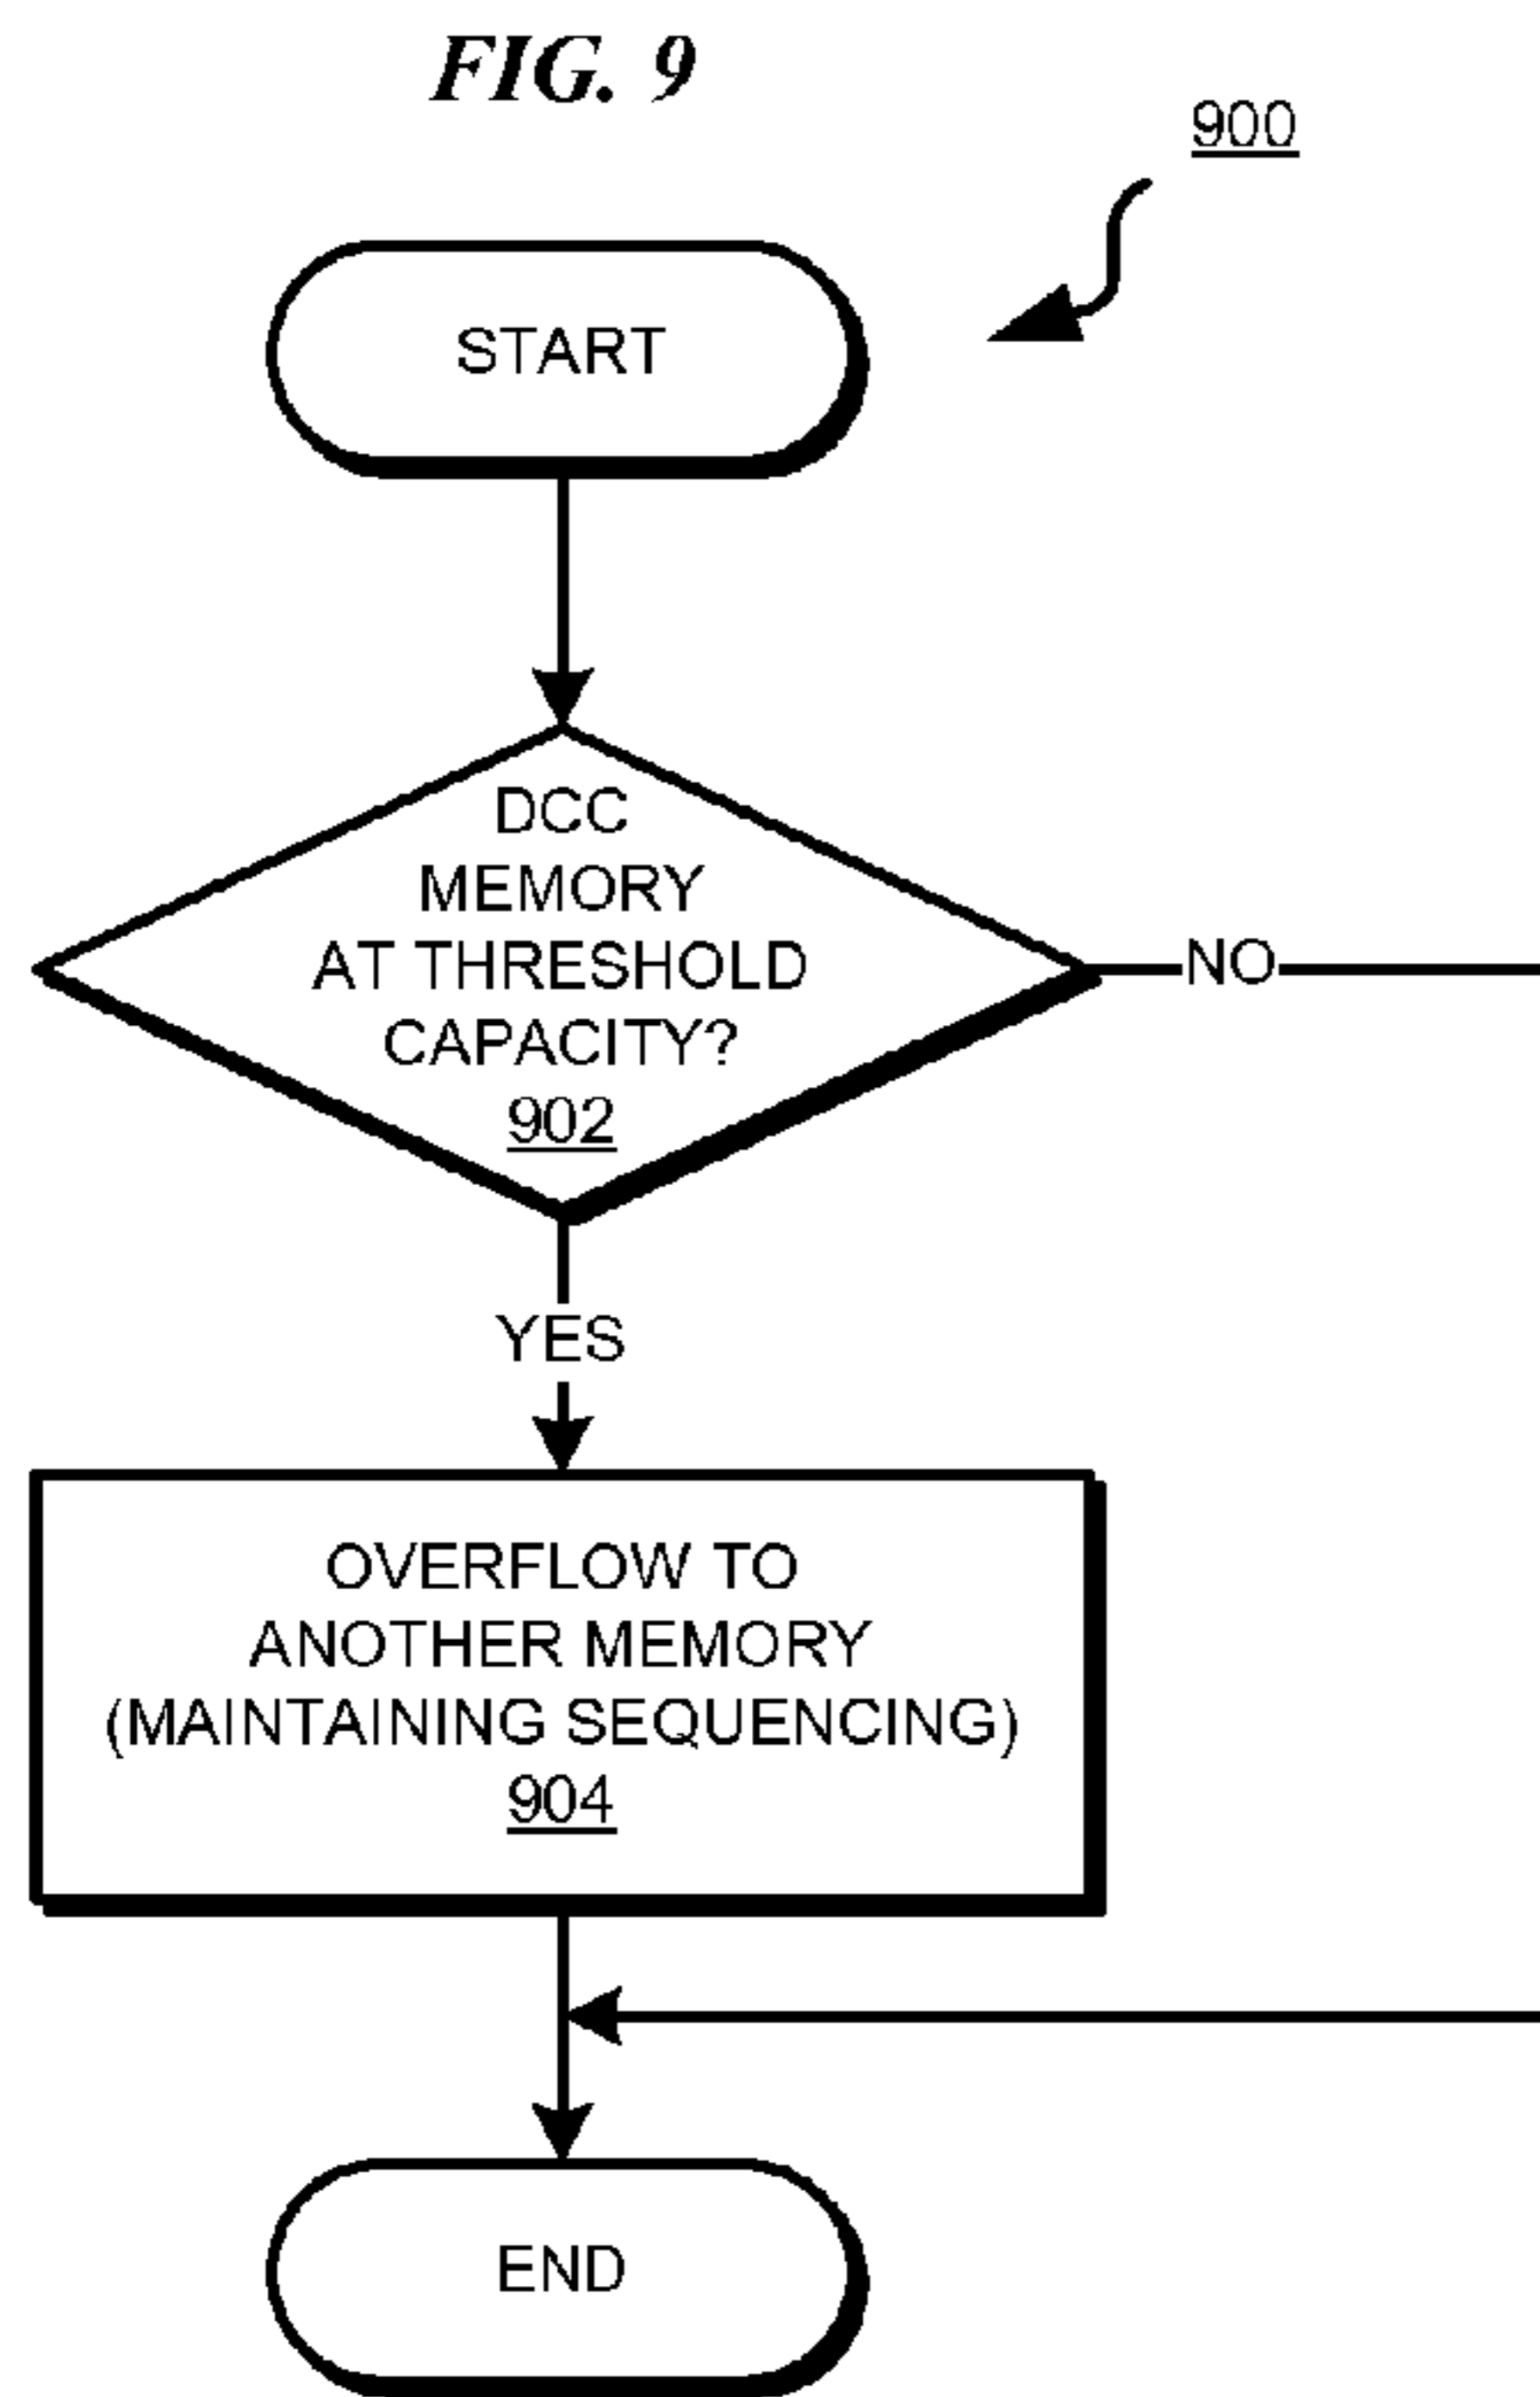 FIG. 9
900
START
DCC
MEMORY
AT THRESHOLD
CAPACITY?
902
NO
YES
OVERFLOW TO
ANOTHER MEMORY
(MAINTAINING SEQUENCING)
904
END